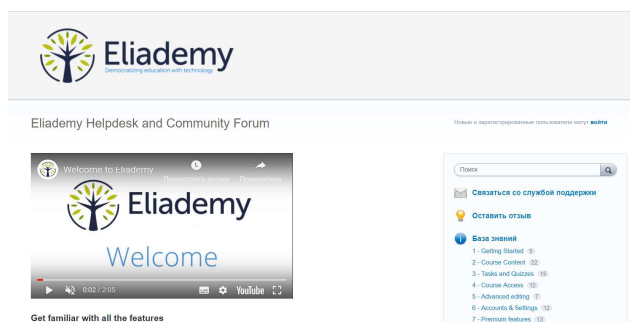 Eliademy
Democratizing education with technology
Eliademy Helpdesk and Community Forum
Новые и зарегистрированные пользователи могут войти
Welcome to Eliademy
Посмотреть позже
Поделиться
Eliademy
Welcome
0:02 / 2:05
YouTube
Get familiar with all the features
Поиск
Связаться со службой поддержки
Оставить отзыв
База знаний
1 - Getting Started 5
2 - Course Content 22
3 - Tasks and Quizzes 15
4 - Course Access 12
5 - Advanced editing 7
6 - Accounts & Settings 12
7 - Premium features 13